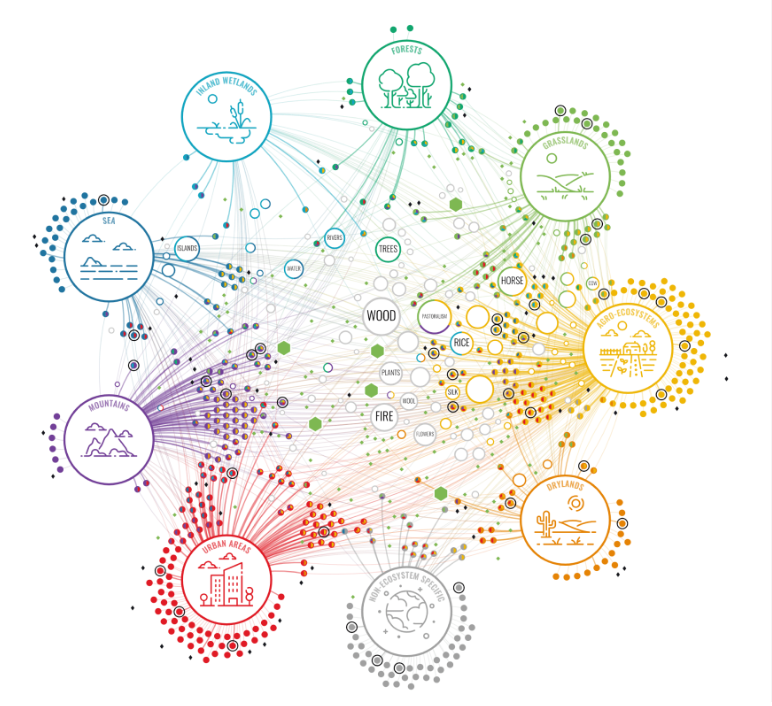 FORESTS
INLAND WETLANDS
GRASSLANDS
SEA
ISLANDS
RIVERS
TREES
WATER
HORSE
WOOD
PASTORALISM
AGRO-ECOSYSTEMS
RICE
PLANTS
SILK
WOOL
MOUNTAINS
FIRE
FLOWERS
DRYLANDS
URBAN AREAS
NON-ECOSYSTEM SPECIFIC